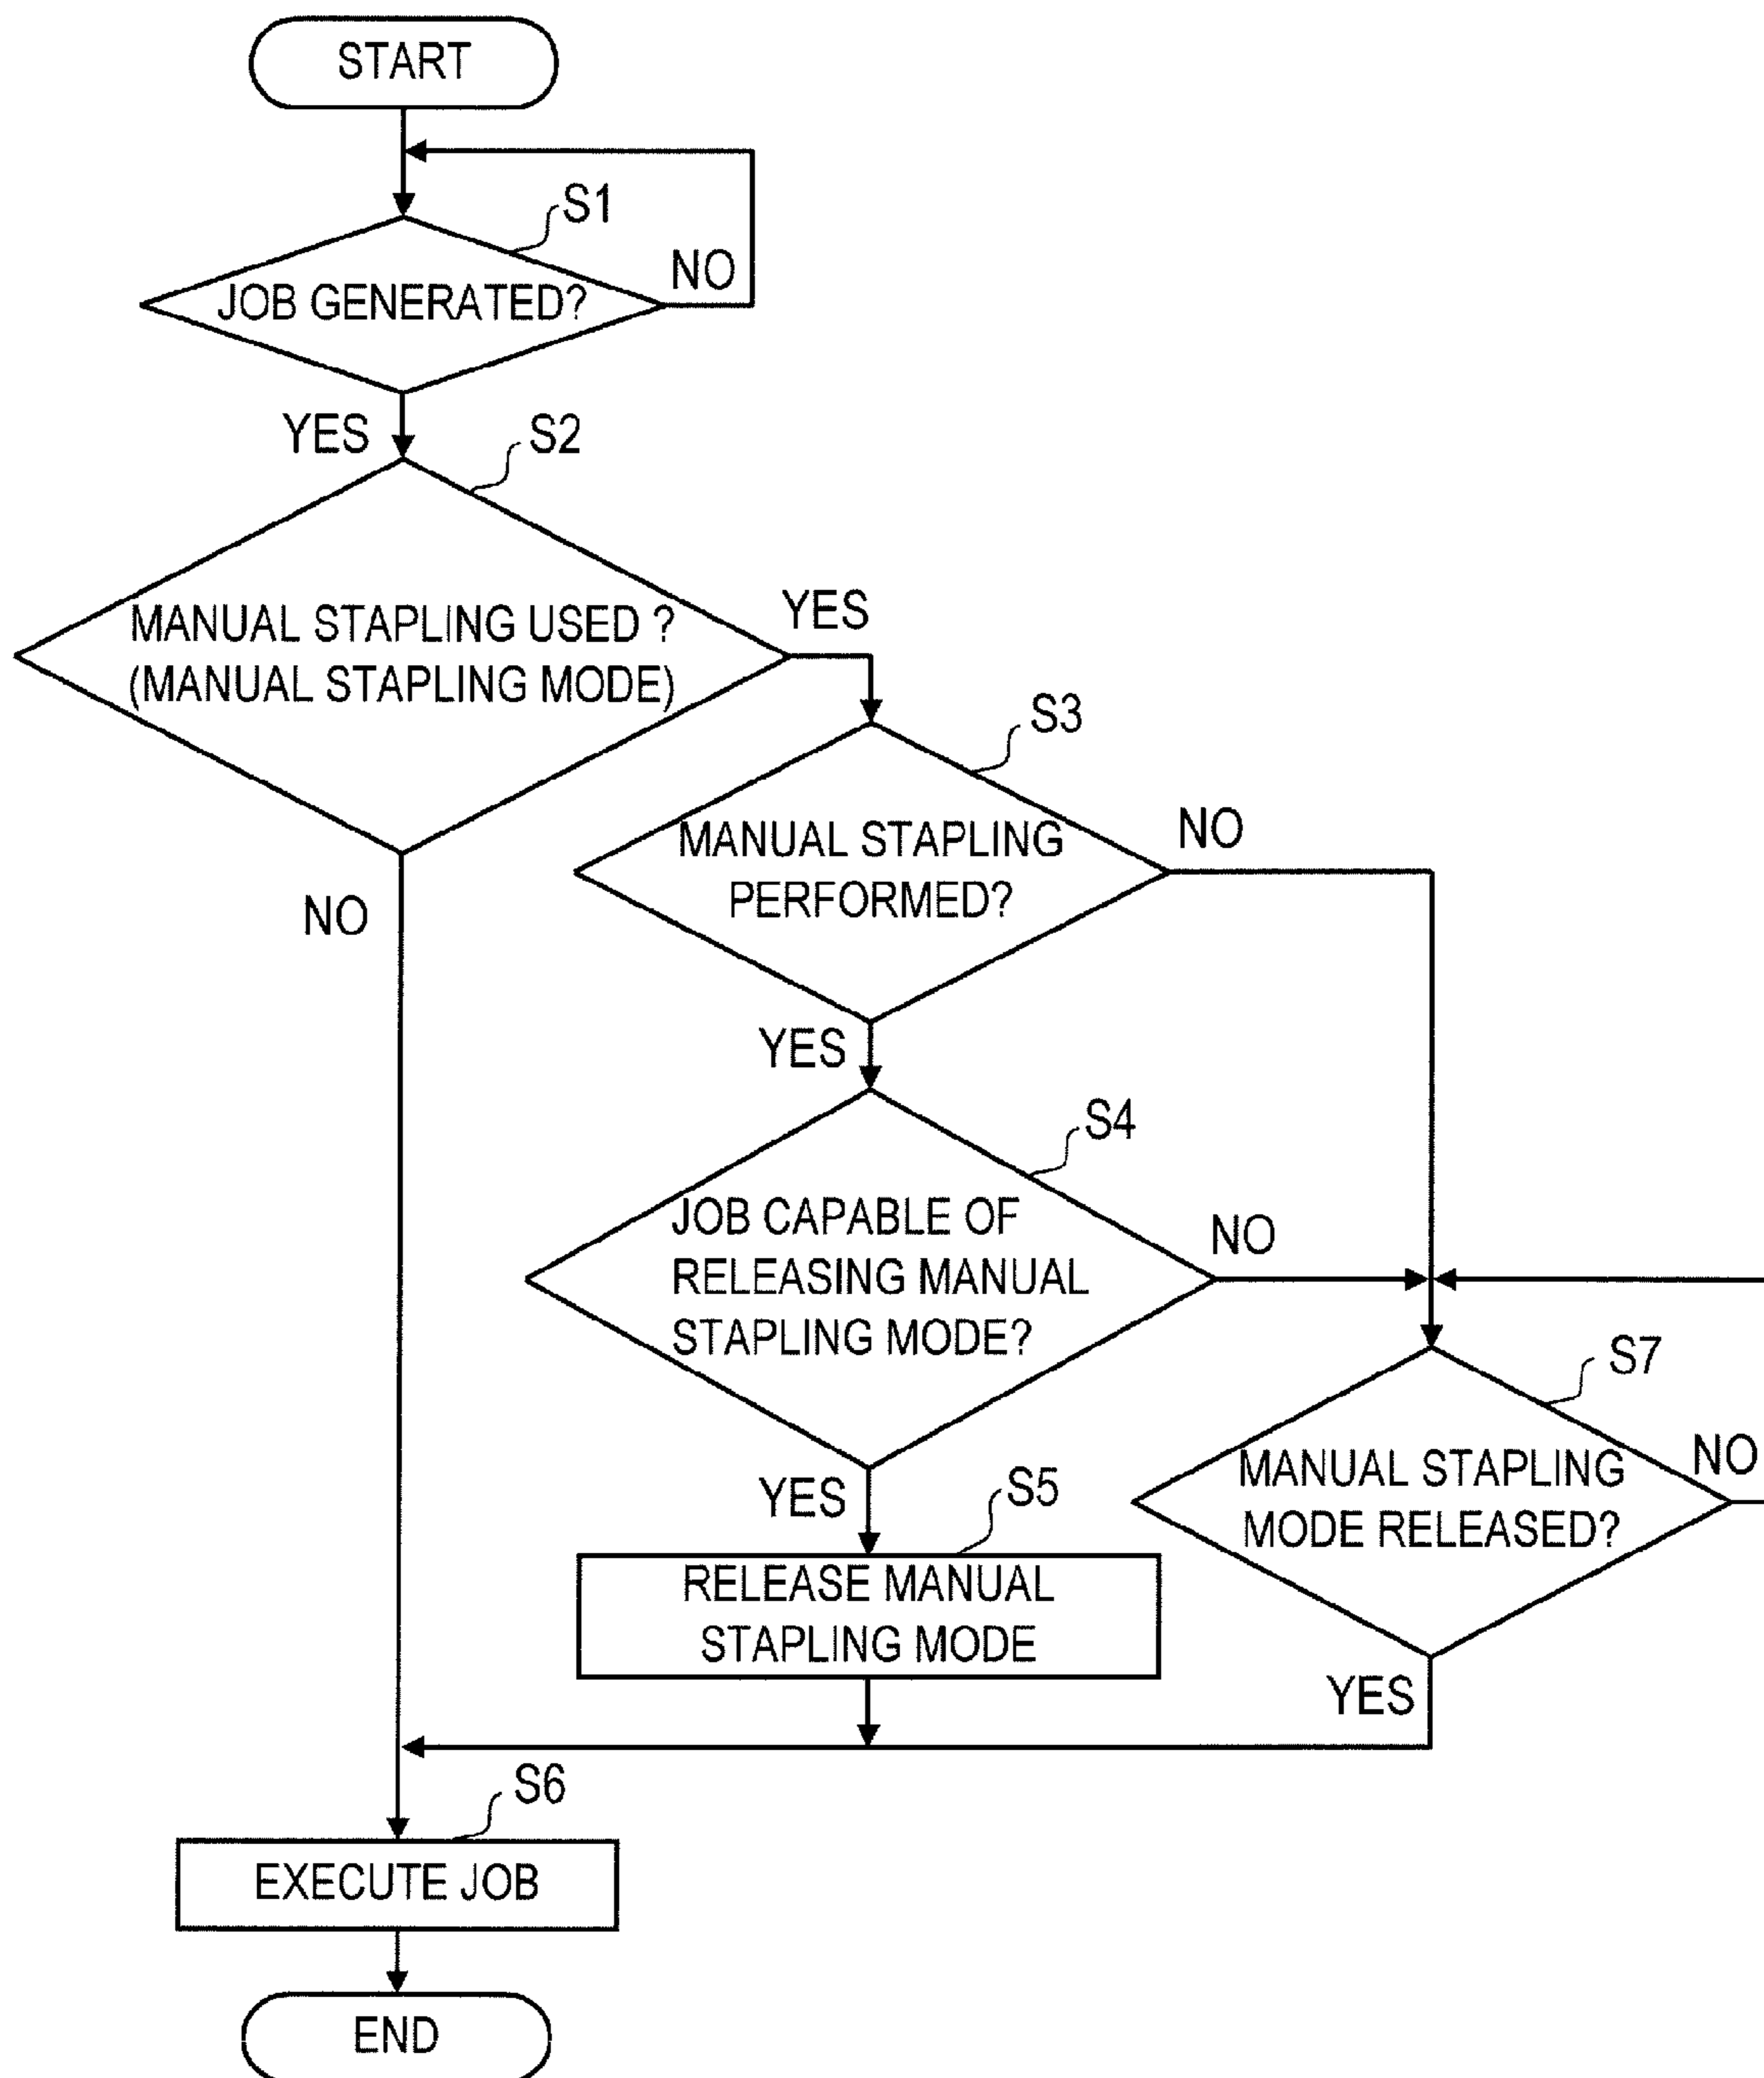 START
S1
NO
JOB GENERATED?
YES
S2
MANUAL STAPLING USED ?
(MANUAL STAPLING MODE)
YES
NO
S3
MANUAL STAPLING
PERFORMED?
NO
YES
S4
JOB CAPABLE OF
RELEASING MANUAL
STAPLING MODE?
NO
YES
S5
RELEASE MANUAL
STAPLING MODE
S7
MANUAL STAPLING
MODE RELEASED?
NO
YES
S6
EXECUTE JOB
END